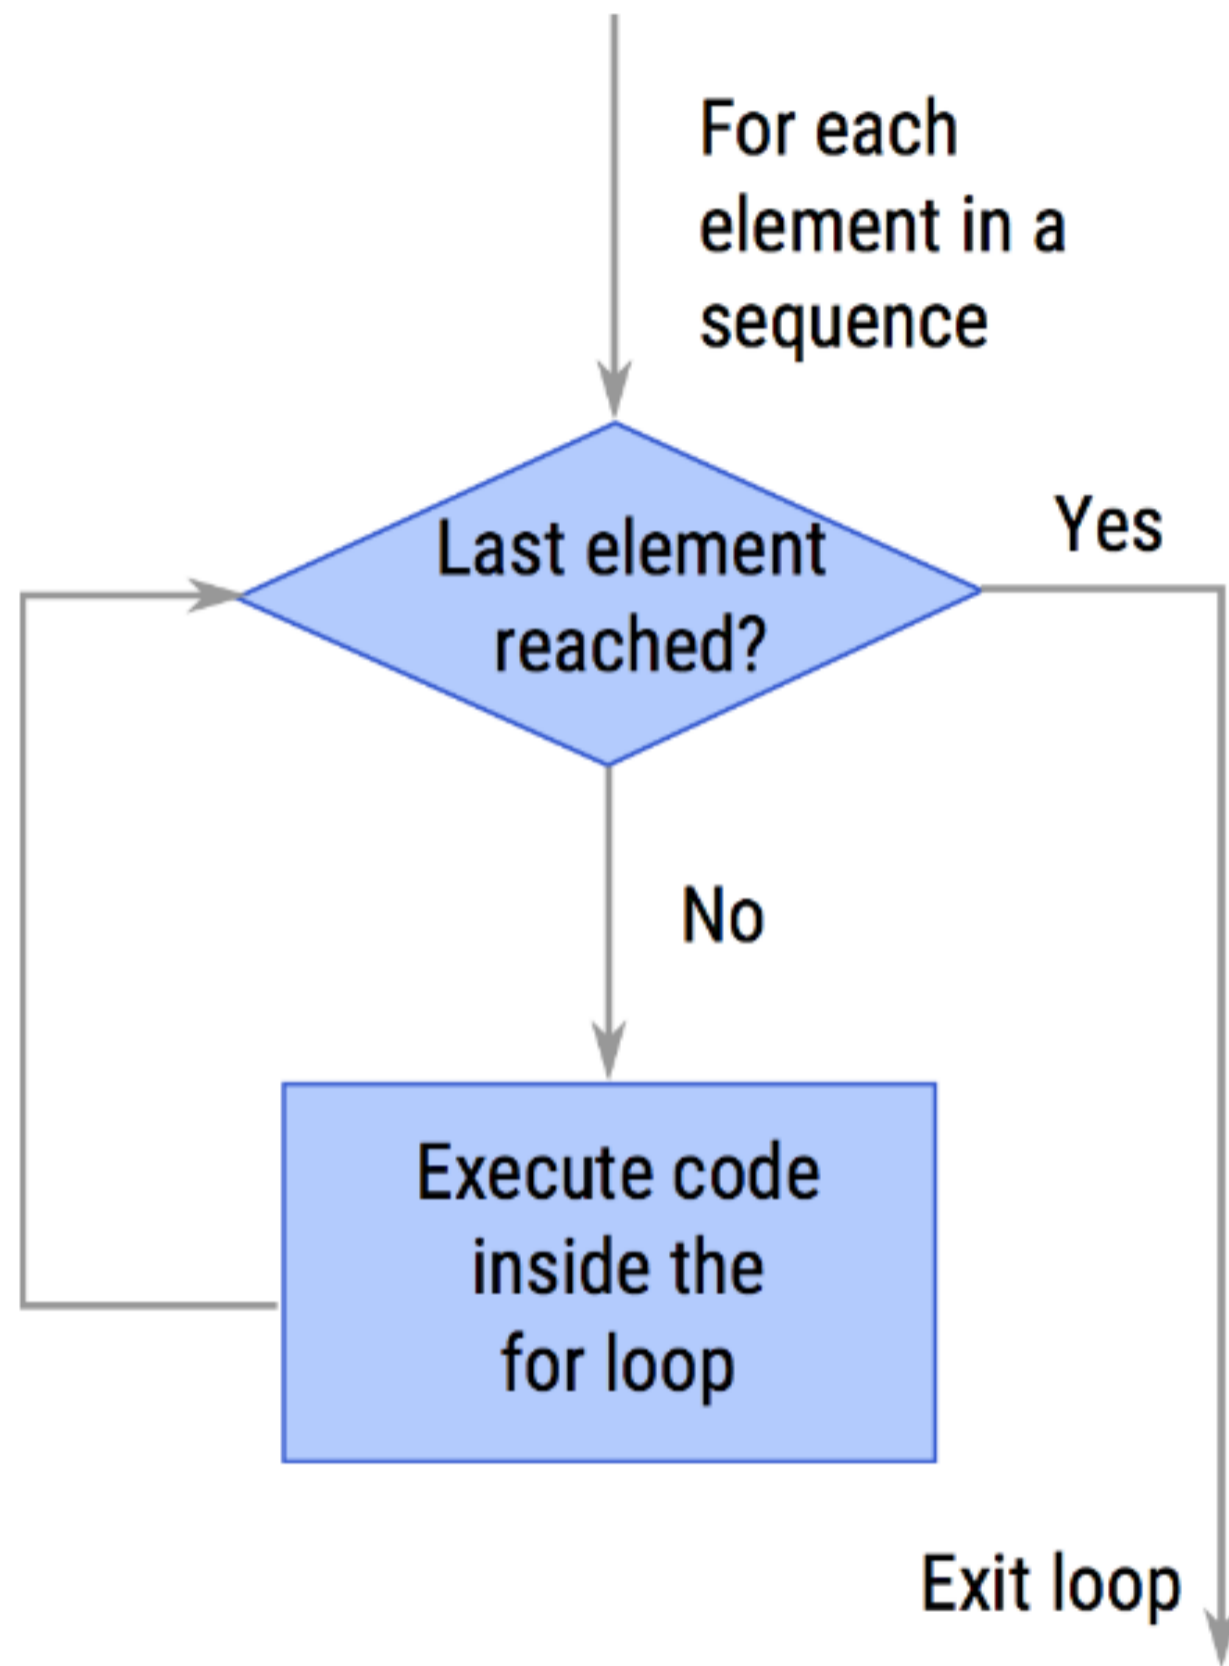 For each
element in a
sequence
Last element
reached?
Yes
No
Execute code
inside the
for loop
Exit loop